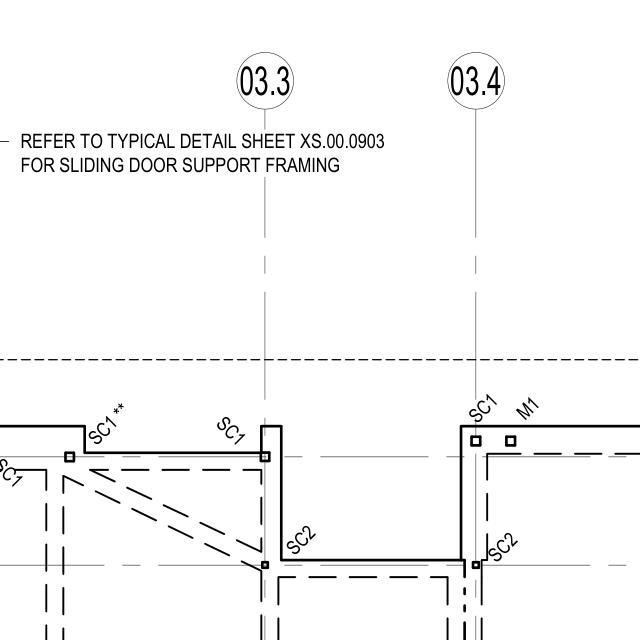 03.3
03.4
REFER TO TYPICAL DETAIL SHEET XS.00.0903
FOR SLIDING DOOR SUPPORT FRAMING
SC1**
SC1
SC1
M1
SC1
SC2
SC2